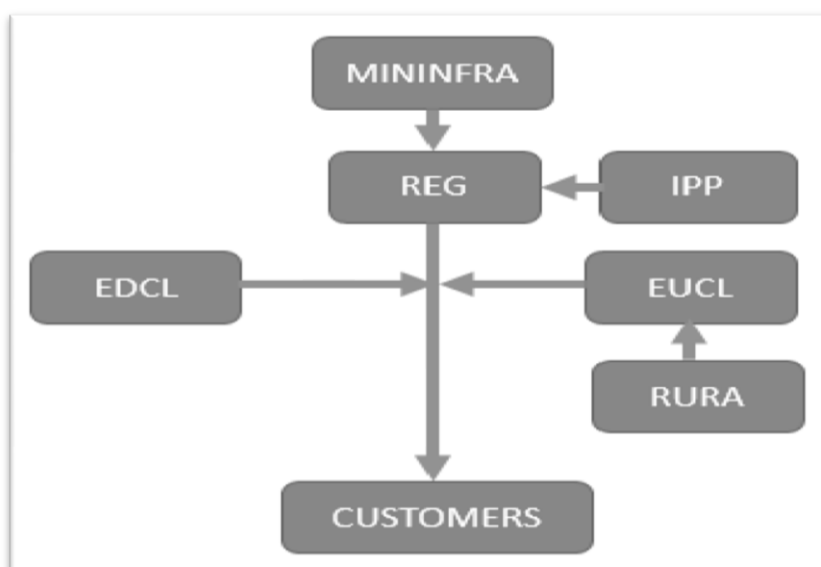 MININFRA
REG
IPP
EDCL
EUCL
RURA
CUSTOMERS